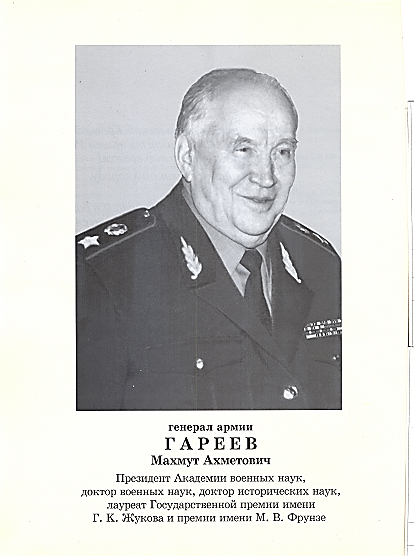 генерал армии
ГАРЕЕВ
Махмут Ахметович
Президент Академии военных наук,
доктор военных наук, доктор исторических наук,
лауреат Государственной премии имени
Г. К. Жукова и премии имени М. В. Фрунзе